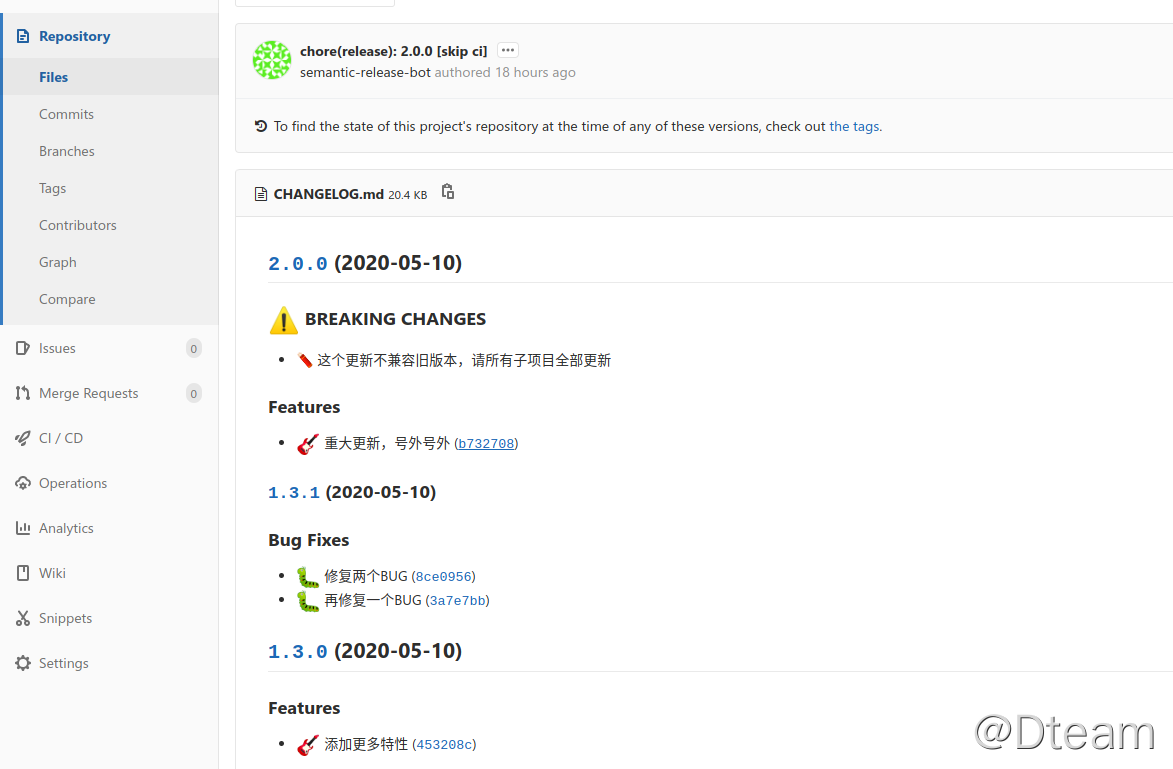 Repository
Files
Commits
Branches
Tags
Contributors
Graph
Compare
Issues 0
Merge Requests 0
CI / CD
Operations
Analytics
Wiki
Snippets
Settings
chore(release): 2.0.0 [skip ci] •••
semantic-release-bot authored 18 hours ago
To find the state of this project's repository at the time of any of these versions, check out the tags.
CHANGELOG.md 20.4 KB
2.0.0 (2020-05-10)
⚠ BREAKING CHANGES
• 🧨 这个更新不兼容旧版本，请所有子项目全部更新
Features
• 🎸 重大更新，号外号外 (b732708)
1.3.1 (2020-05-10)
Bug Fixes
• 🐛 修复两个BUG (8ce0956)
• 🐛 再修复一个BUG (3a7e7bb)
1.3.0 (2020-05-10)
Features
• 🎸 添加更多特性 (453208c)
@Dteam